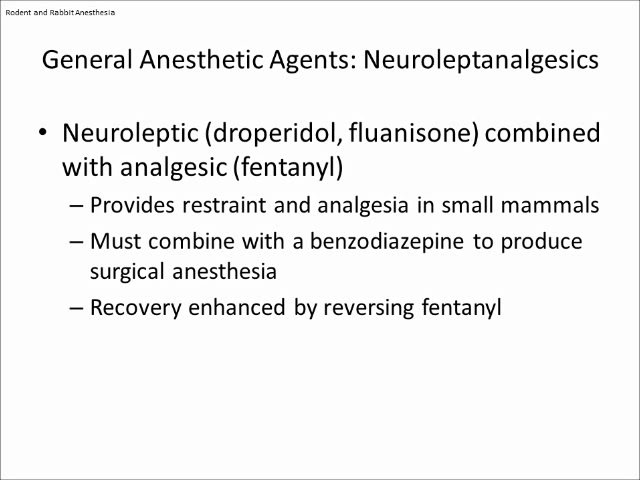 Rodent and Rabbit Anesthesia
General Anesthetic Agents: Neuroleptanalgesics
• Neuroleptic (droperidol, fluanisone) combined
with analgesic (fentanyl)
– Provides restraint and analgesia in small mammals
– Must combine with a benzodiazepine to produce
surgical anesthesia
– Recovery enhanced by reversing fentanyl